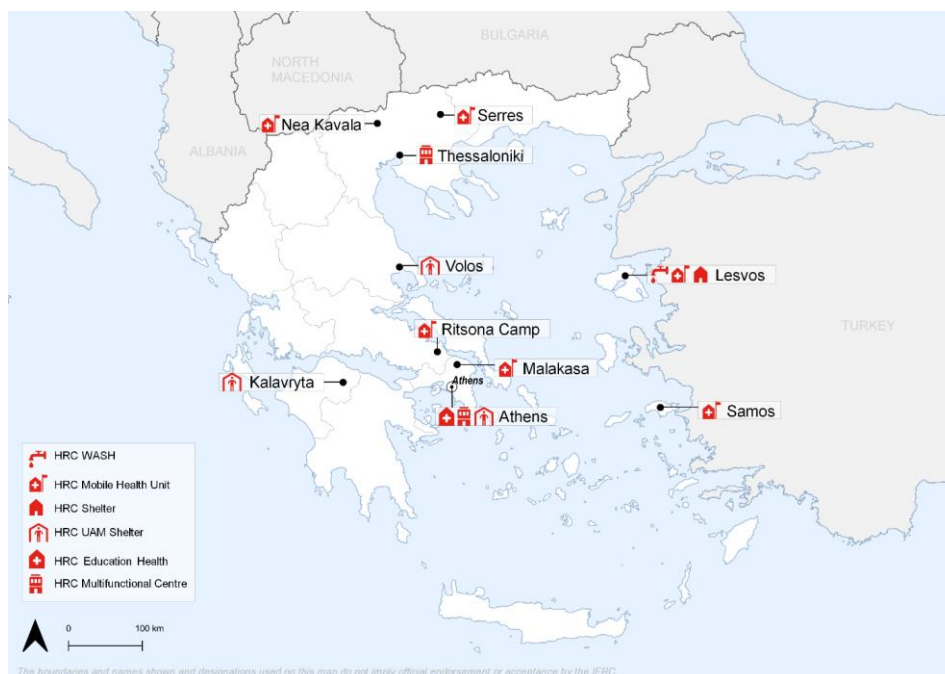 BULGARIA
NORTH
MACEDONIA
ALBANIA
TURKEY
Nea Kavala
Serres
Thessaloniki
Volos
Lesvos
Ritsona Camp
Malakasa
Kalavryta
Athens
Athens
Samos
HRC WASH
HRC Mobile Health Unit
HRC Shelter
HRC UAM Shelter
HRC Education Health
HRC Multifunctional Centre
0 100 km
The boundaries and names shown and designations used on this map do not imply official endorsement or acceptance by the IFRC